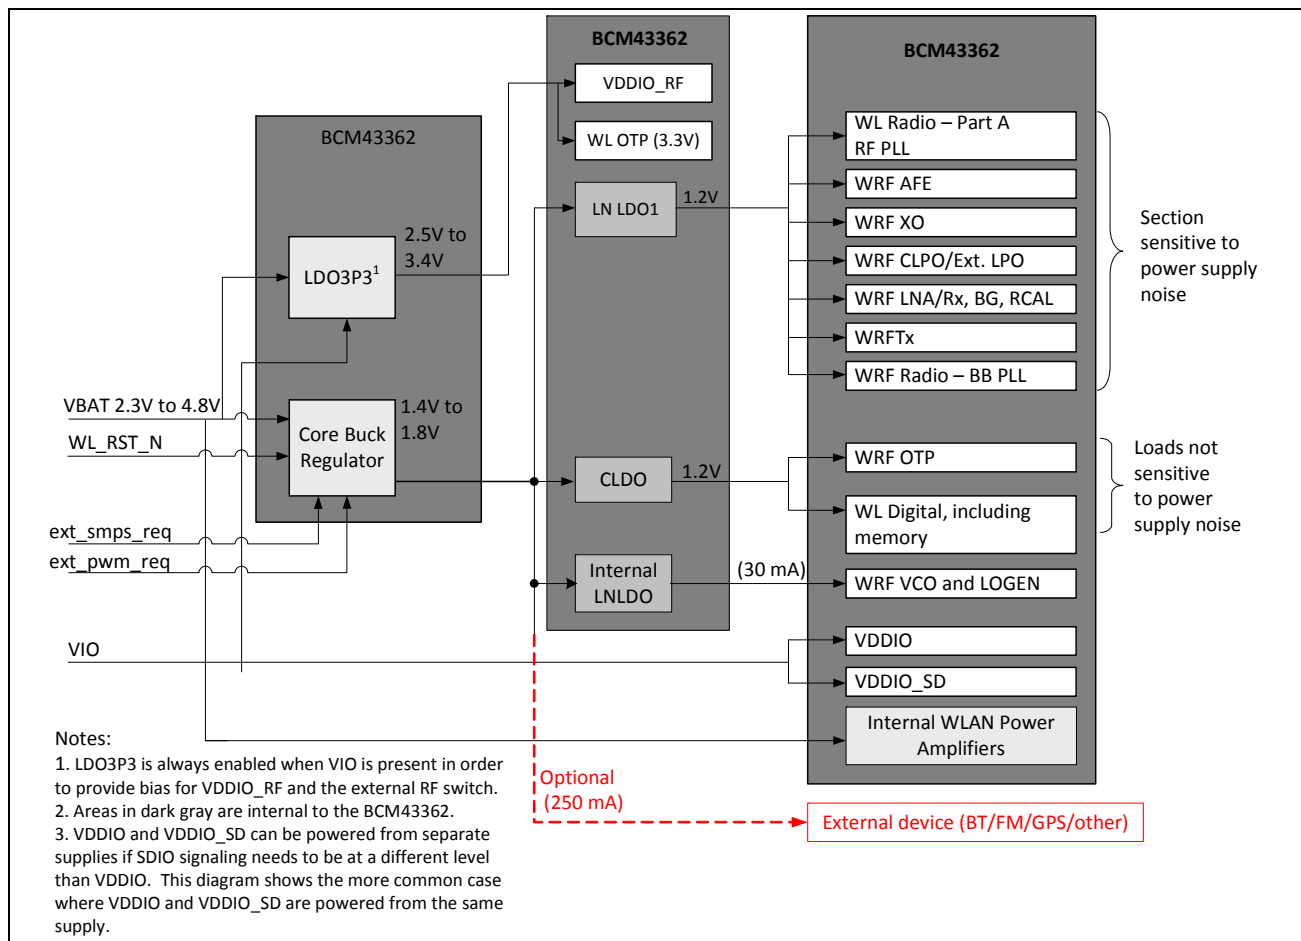 BCM43362
LDO3P3¹
2.5V to
3.4V
Core Buck
Regulator
1.4V to
1.8V
VBAT 2.3V to 4.8V
WL_RST_N
ext_smps_req
ext_pwm_req
VIO
BCM43362
VDDIO_RF
WL OTP (3.3V)
LN LDO1
1.2V
CLDO
1.2V
Internal
LNLDO
(30 mA)
BCM43362
WL Radio – Part A
RF PLL
WRF AFE
WRF XO
WRF CLPO/Ext. LPO
WRF LNA/Rx, BG, RCAL
WRFTx
WRF Radio – BB PLL
WRF OTP
WL Digital, including
memory
WRF VCO and LOGEN
VDDIO
VDDIO_SD
Internal WLAN Power
Amplifiers
Section
sensitive to
power supply
noise
Loads not
sensitive
to power
supply noise
Optional
(250 mA)
External device (BT/FM/GPS/other)
Notes:
1. LDO3P3 is always enabled when VIO is present in order
to provide bias for VDDIO_RF and the external RF switch.
2. Areas in dark gray are internal to the BCM43362.
3. VDDIO and VDDIO_SD can be powered from separate
supplies if SDIO signaling needs to be at a different level
than VDDIO.  This diagram shows the more common case
where VDDIO and VDDIO_SD are powered from the same
supply.